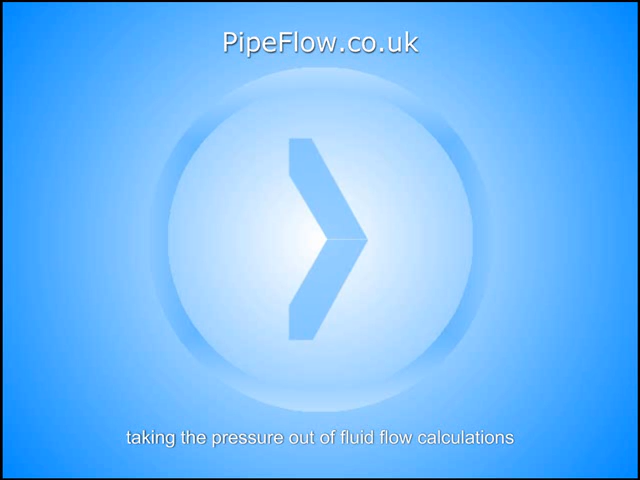 PipeFlow.co.uk
taking the pressure out of fluid flow calculations